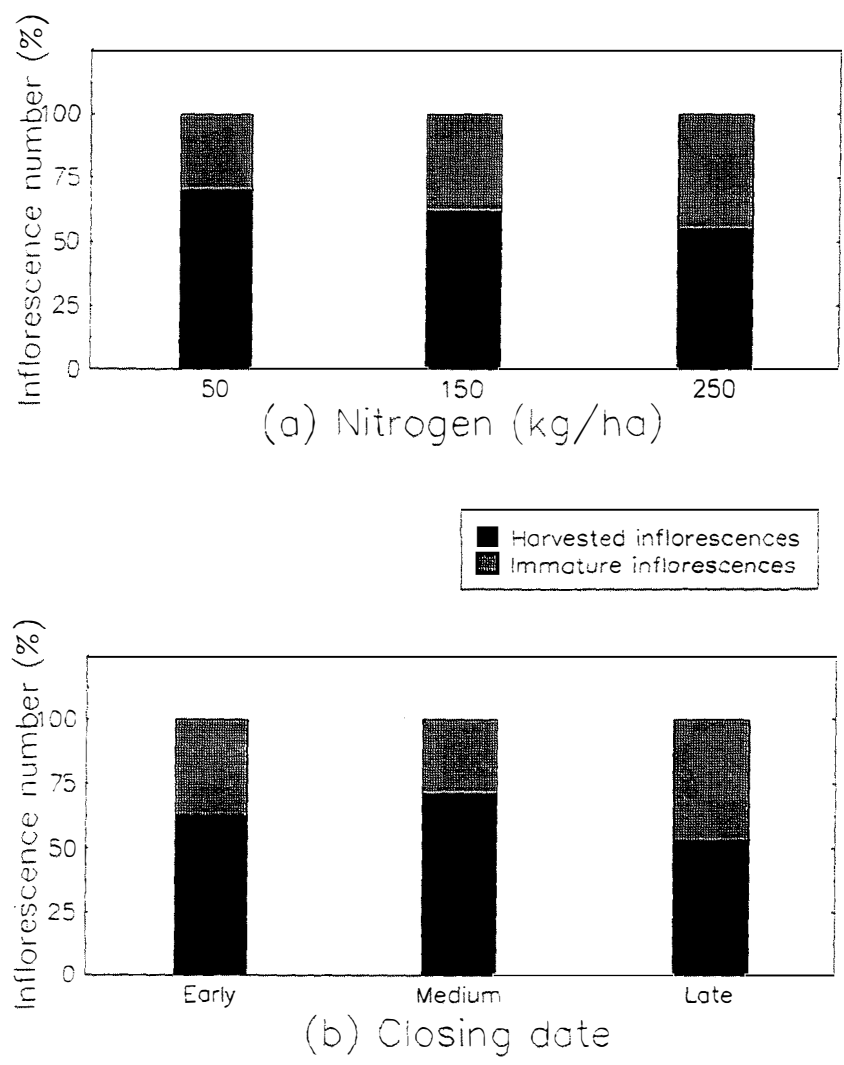 Inflorescence number (%)
100
75
50
25
0
50 150 250
(a) Nitrogen (kg/ha)
Harvested inflorescences
Immature inflorescences
Inflorescence number (%)
100
75
50
25
0
Early Medium Late
(b) Closing date